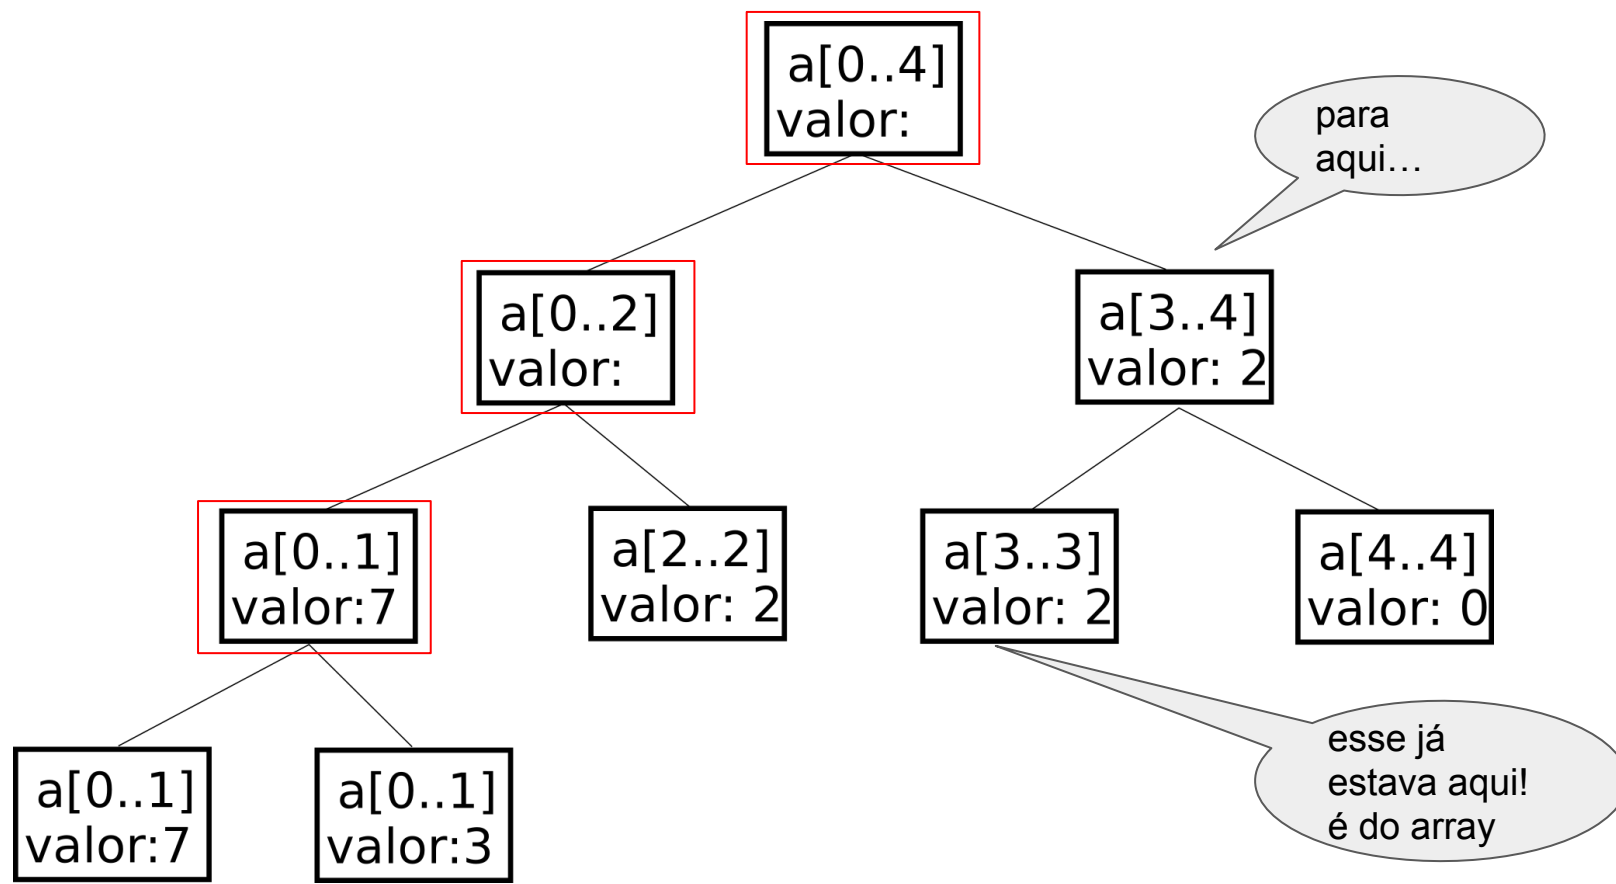 a[0..4]
valor:
para
aqui…
a[0..2]
valor:
a[3..4]
valor: 2
a[0..1]
valor:7
a[2..2]
valor: 2
a[3..3]
valor: 2
a[4..4]
valor: 0
esse já
estava aqui!
é do array
a[0..1]
valor:7
a[0..1]
valor:3